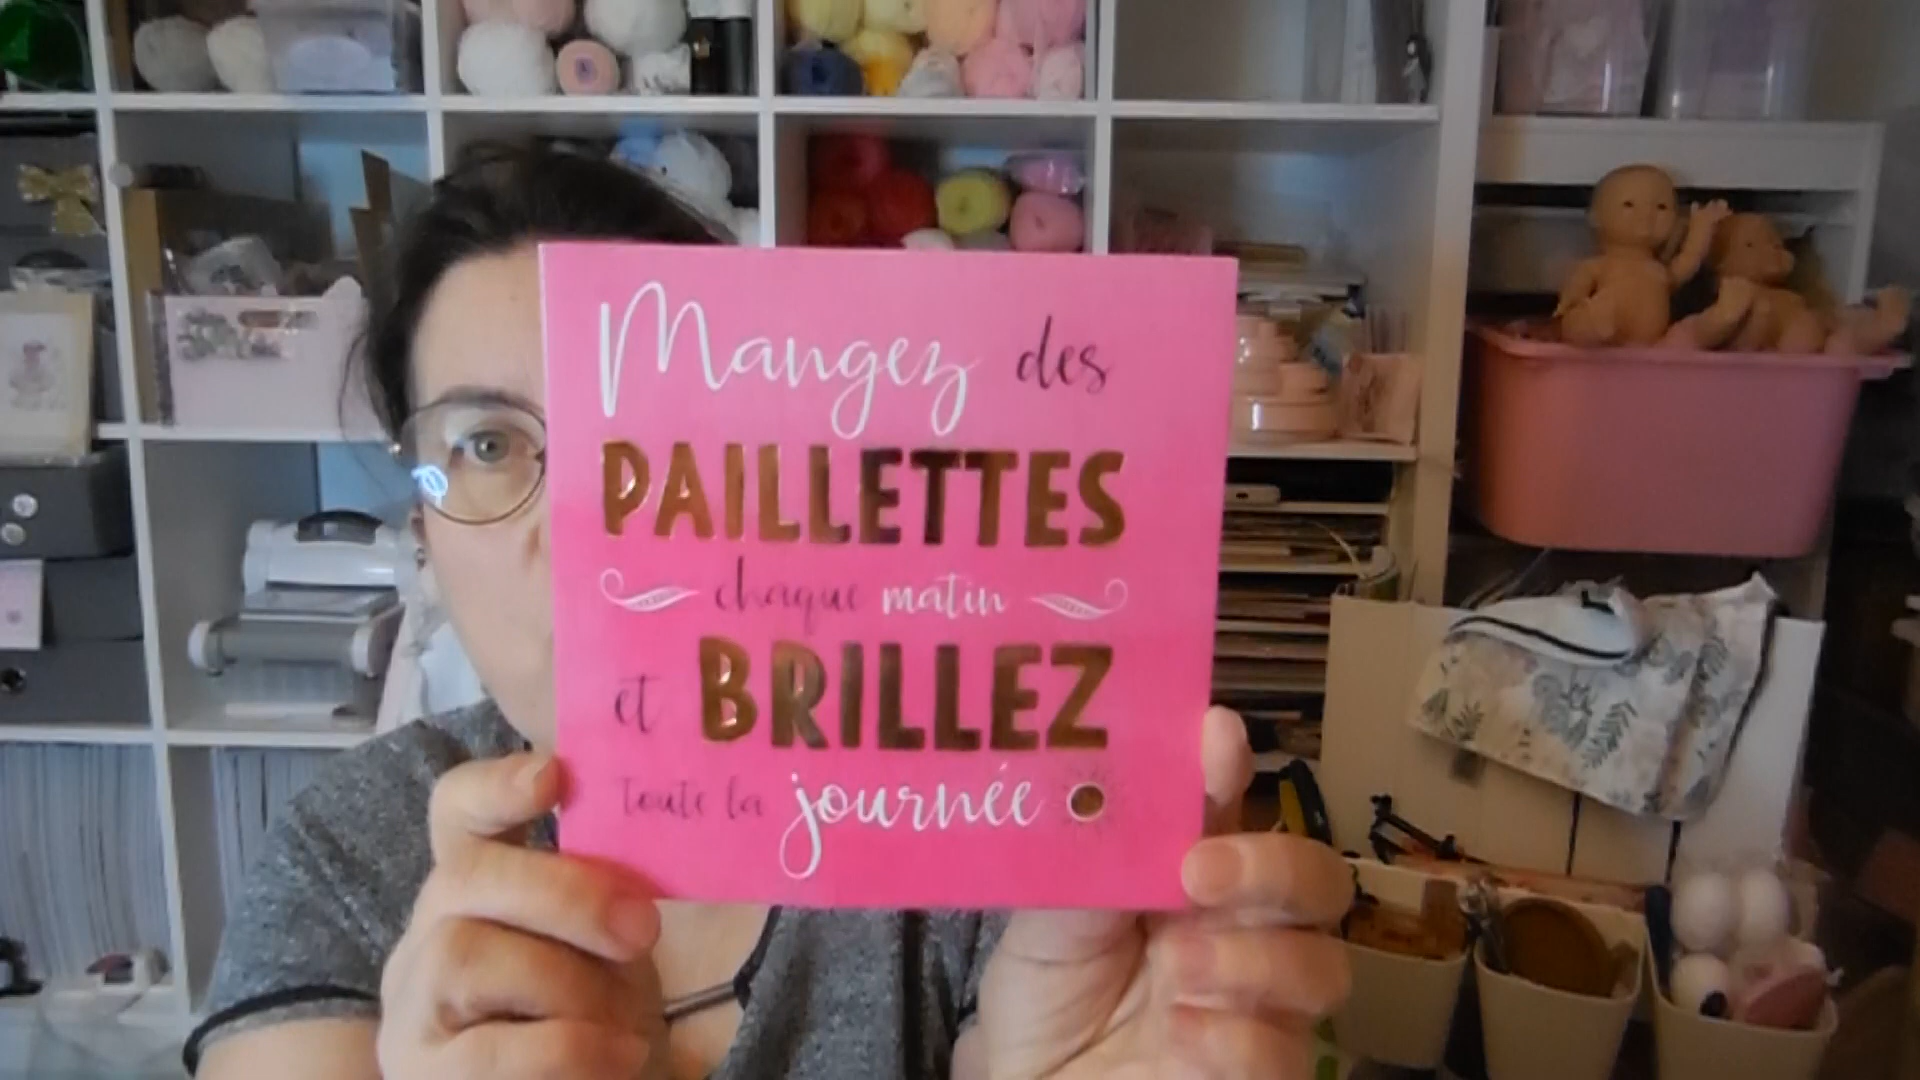 Mangez des
PAILLETTES
chaque matin
et BRILLEZ
toute la journée